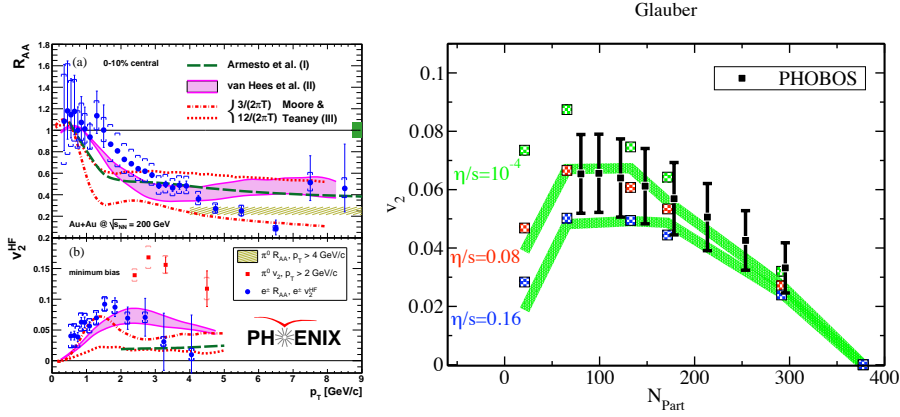 Glauber
R_AA
1.8
1.6
1.4
1.2
1
0.8
0.6
0.4
0.2
0
(a)
0-10% central
Armesto et al. (I)
van Hees et al. (II)
3/(2πT) Moore &
12/(2πT) Teaney (III)
Au+Au @ √s_NN = 200 GeV
v_2^HF
0.2
0.15
0.1
0.05
0
(b)
minimum bias
π⁰ R_AA, p_T > 4 GeV/c
π⁰ v_2, p_T > 2 GeV/c
e± R_AA, e± v_2^HF
PHENIX
0 1 2 3 4 5 6 7 8 9
p_T [GeV/c]
v_2
0.1
0.08
0.06
0.04
0.02
0
PHOBOS
η/s=10⁻⁴
η/s=0.08
η/s=0.16
0 100 200 300 400
N_Part